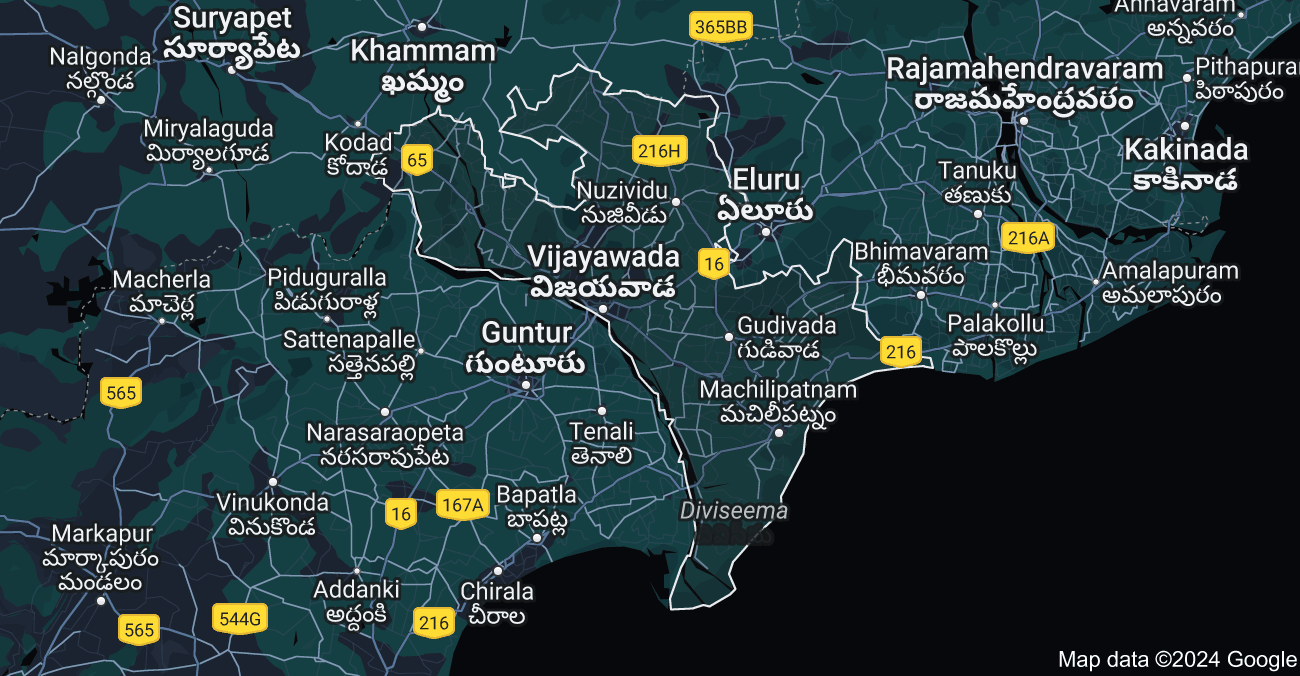 Annavaram
అన్నవరం
365BB
Suryapet
సూర్యాపేట
Nalgonda
నల్గొండ
Khammam
ఖమ్మం
Rajamahendravaram
రాజమహేంద్రవరం
Pithapuram
పిఠాపురం
Miryalaguda
మిర్యాలగూడ
Kodad
కోదాడ
65
216H
Kakinada
కాకినాడ
Tanuku
తణుకు
Nuzividu
నుజివీడు
Eluru
ఏలూరు
216A
Vijayawada
విజయవాడ
16
Bhimavaram
భీమవరం
Amalapuram
అమలాపురం
Macherla
మాచెర్ల
Piduguralla
పిడుగురాళ్ల
Sattenapalle
సత్తెనపల్లి
Guntur
గుంటూరు
Gudivada
గుడివాడ
Palakollu
పాలకొల్లు
216
565
Machilipatnam
మచిలీపట్నం
Narasaraopeta
నరసరావుపేట
Tenali
తెనాలి
Vinukonda
వినుకొండ
16
167A
Bapatla
బాపట్ల
Diviseema
Markapur
మార్కాపురం
మండలం
Addanki
అద్దంకి
Chirala
చీరాల
565
544G
216
Map data ©2024 Google